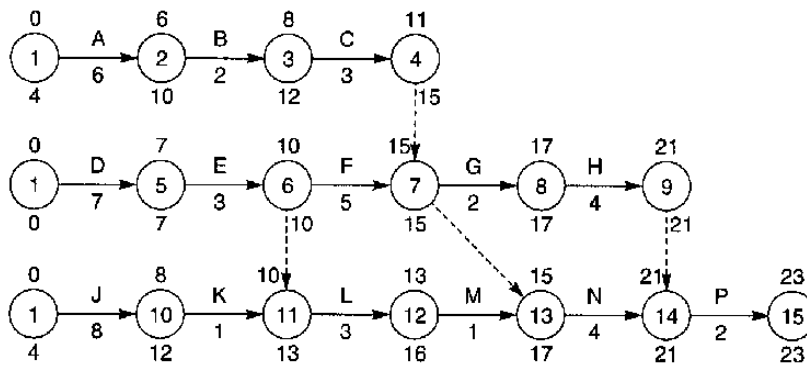 0 6 8 11
A B C
1 2 3 4
6 2 3
4 10 12 15
0 7 10 15 17 21
D E F G H
1 5 6 7 8 9
7 3 5 2 4
0 7 10 15 17 21
0 8 10 13 15 21 23
J K L M N P
1 10 11 12 13 14 15
8 1 3 1 4 2
4 12 13 16 17 21 23